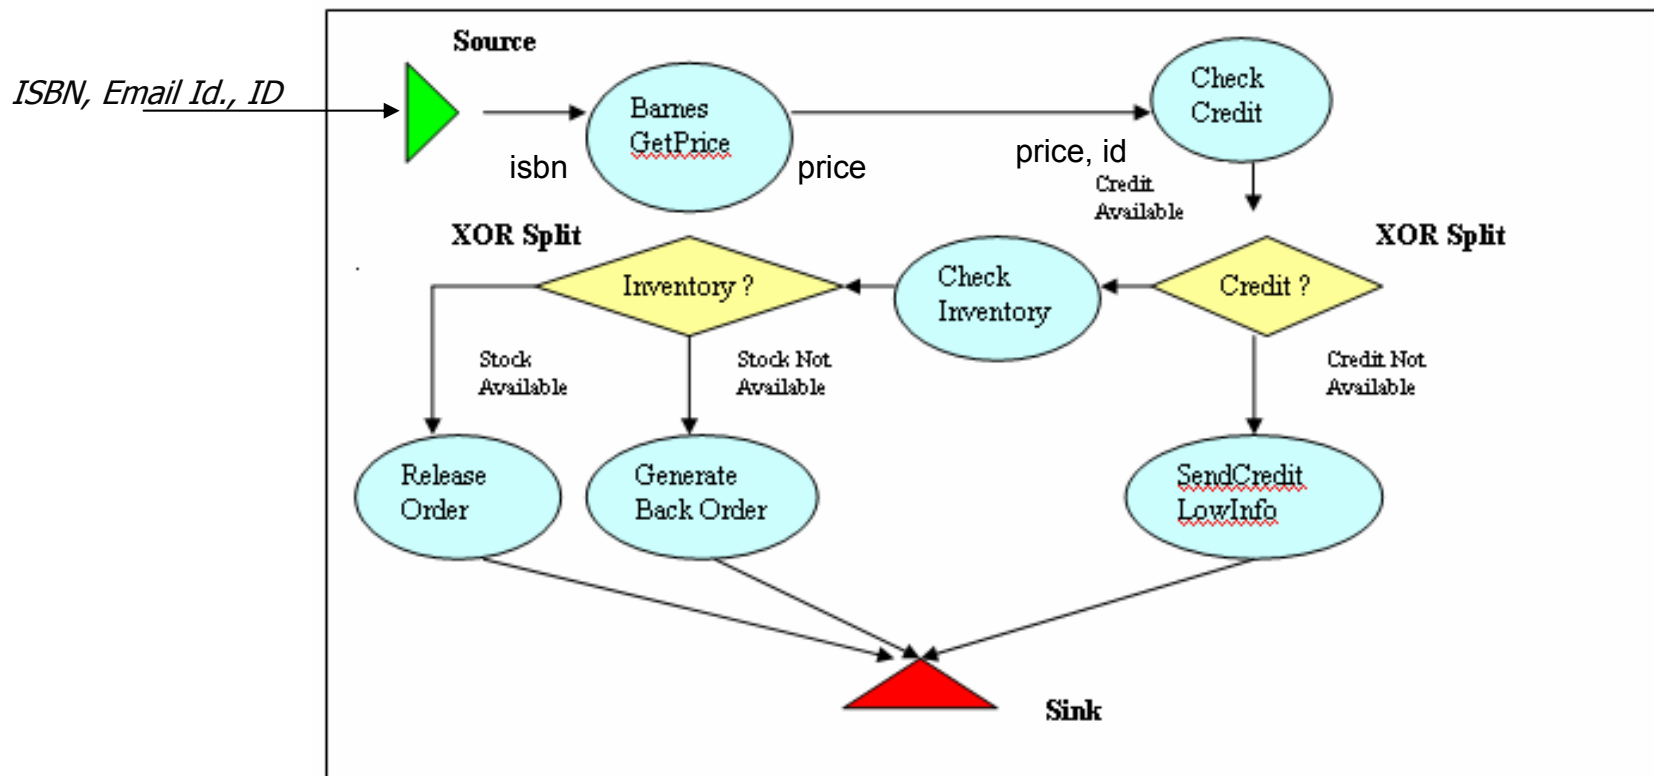 Source
ISBN, Email Id., ID
Barnes
GetPrice
isbn
price
price, id
Check
Credit
Credit
Available
XOR Split
XOR Split
Inventory ?
Check
Inventory
Credit ?
Stock
Available
Stock Not
Available
Credit Not
Available
Release
Order
Generate
Back Order
SendCredit
LowInfo
Sink